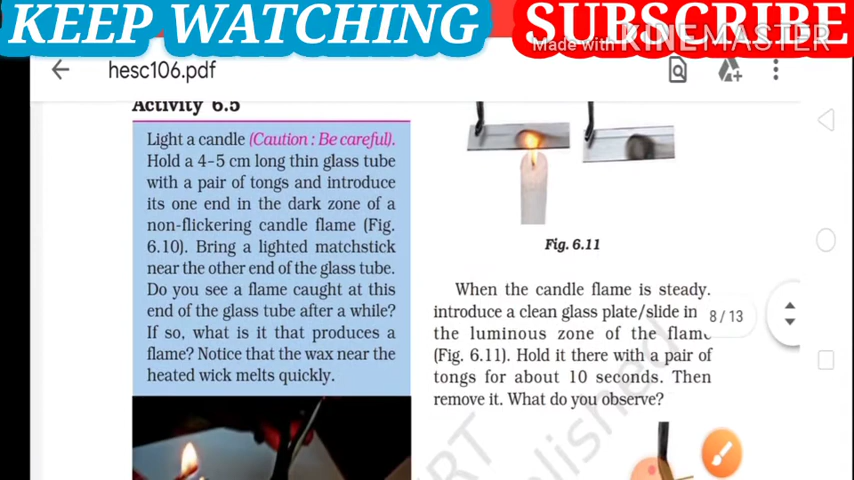 KEEP WATCHING
SUBSCRIBE
Made with KINEMASTER
hesc106.pdf
Activity 6.5
Light a candle (Caution : Be careful).
Hold a 4–5 cm long thin glass tube
with a pair of tongs and introduce
its one end in the dark zone of a
non-flickering candle flame (Fig.
6.10). Bring a lighted matchstick
near the other end of the glass tube.
Do you see a flame caught at this
end of the glass tube after a while?
If so, what is it that produces a
flame? Notice that the wax near the
heated wick melts quickly.
Fig. 6.11
When the candle flame is steady,
introduce a clean glass plate/slide in
the luminous zone of the flame
(Fig. 6.11). Hold it there with a pair of
tongs for about 10 seconds. Then
remove it. What do you observe?
8/13